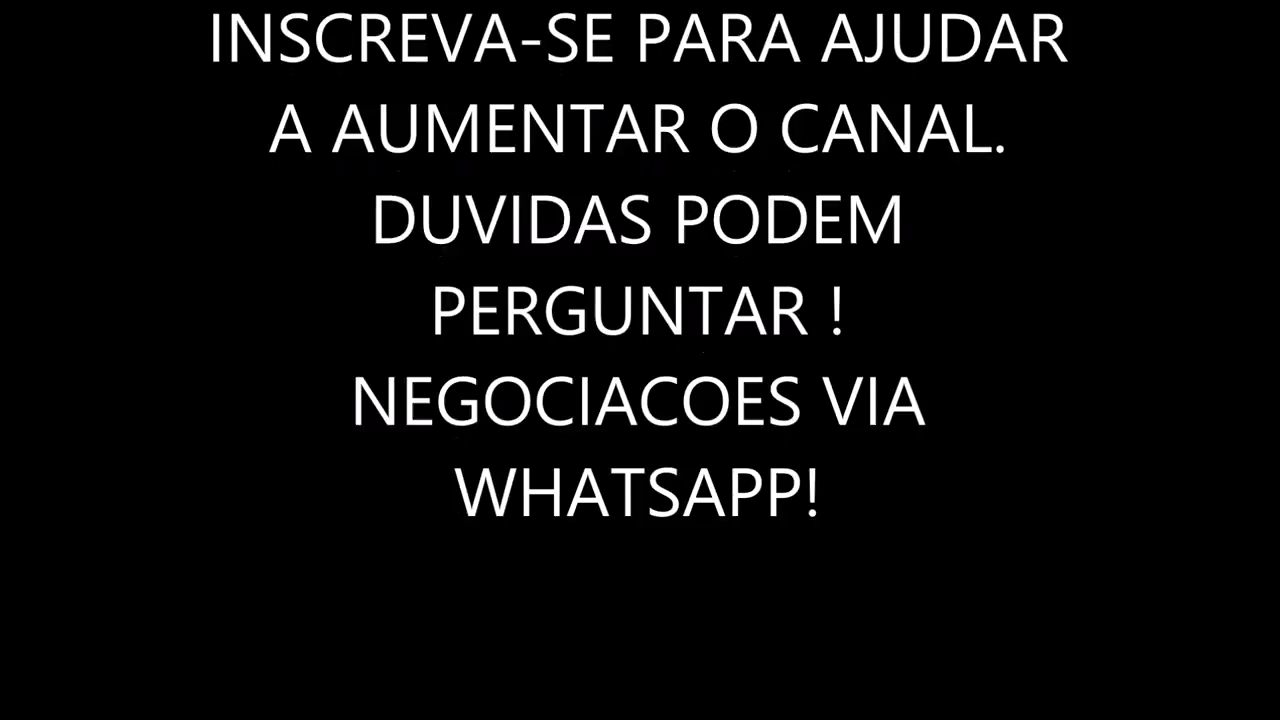 INSCREVA-SE PARA AJUDAR
A AUMENTAR O CANAL.
DUVIDAS PODEM
PERGUNTAR !
NEGOCIACOES VIA
WHATSAPP!